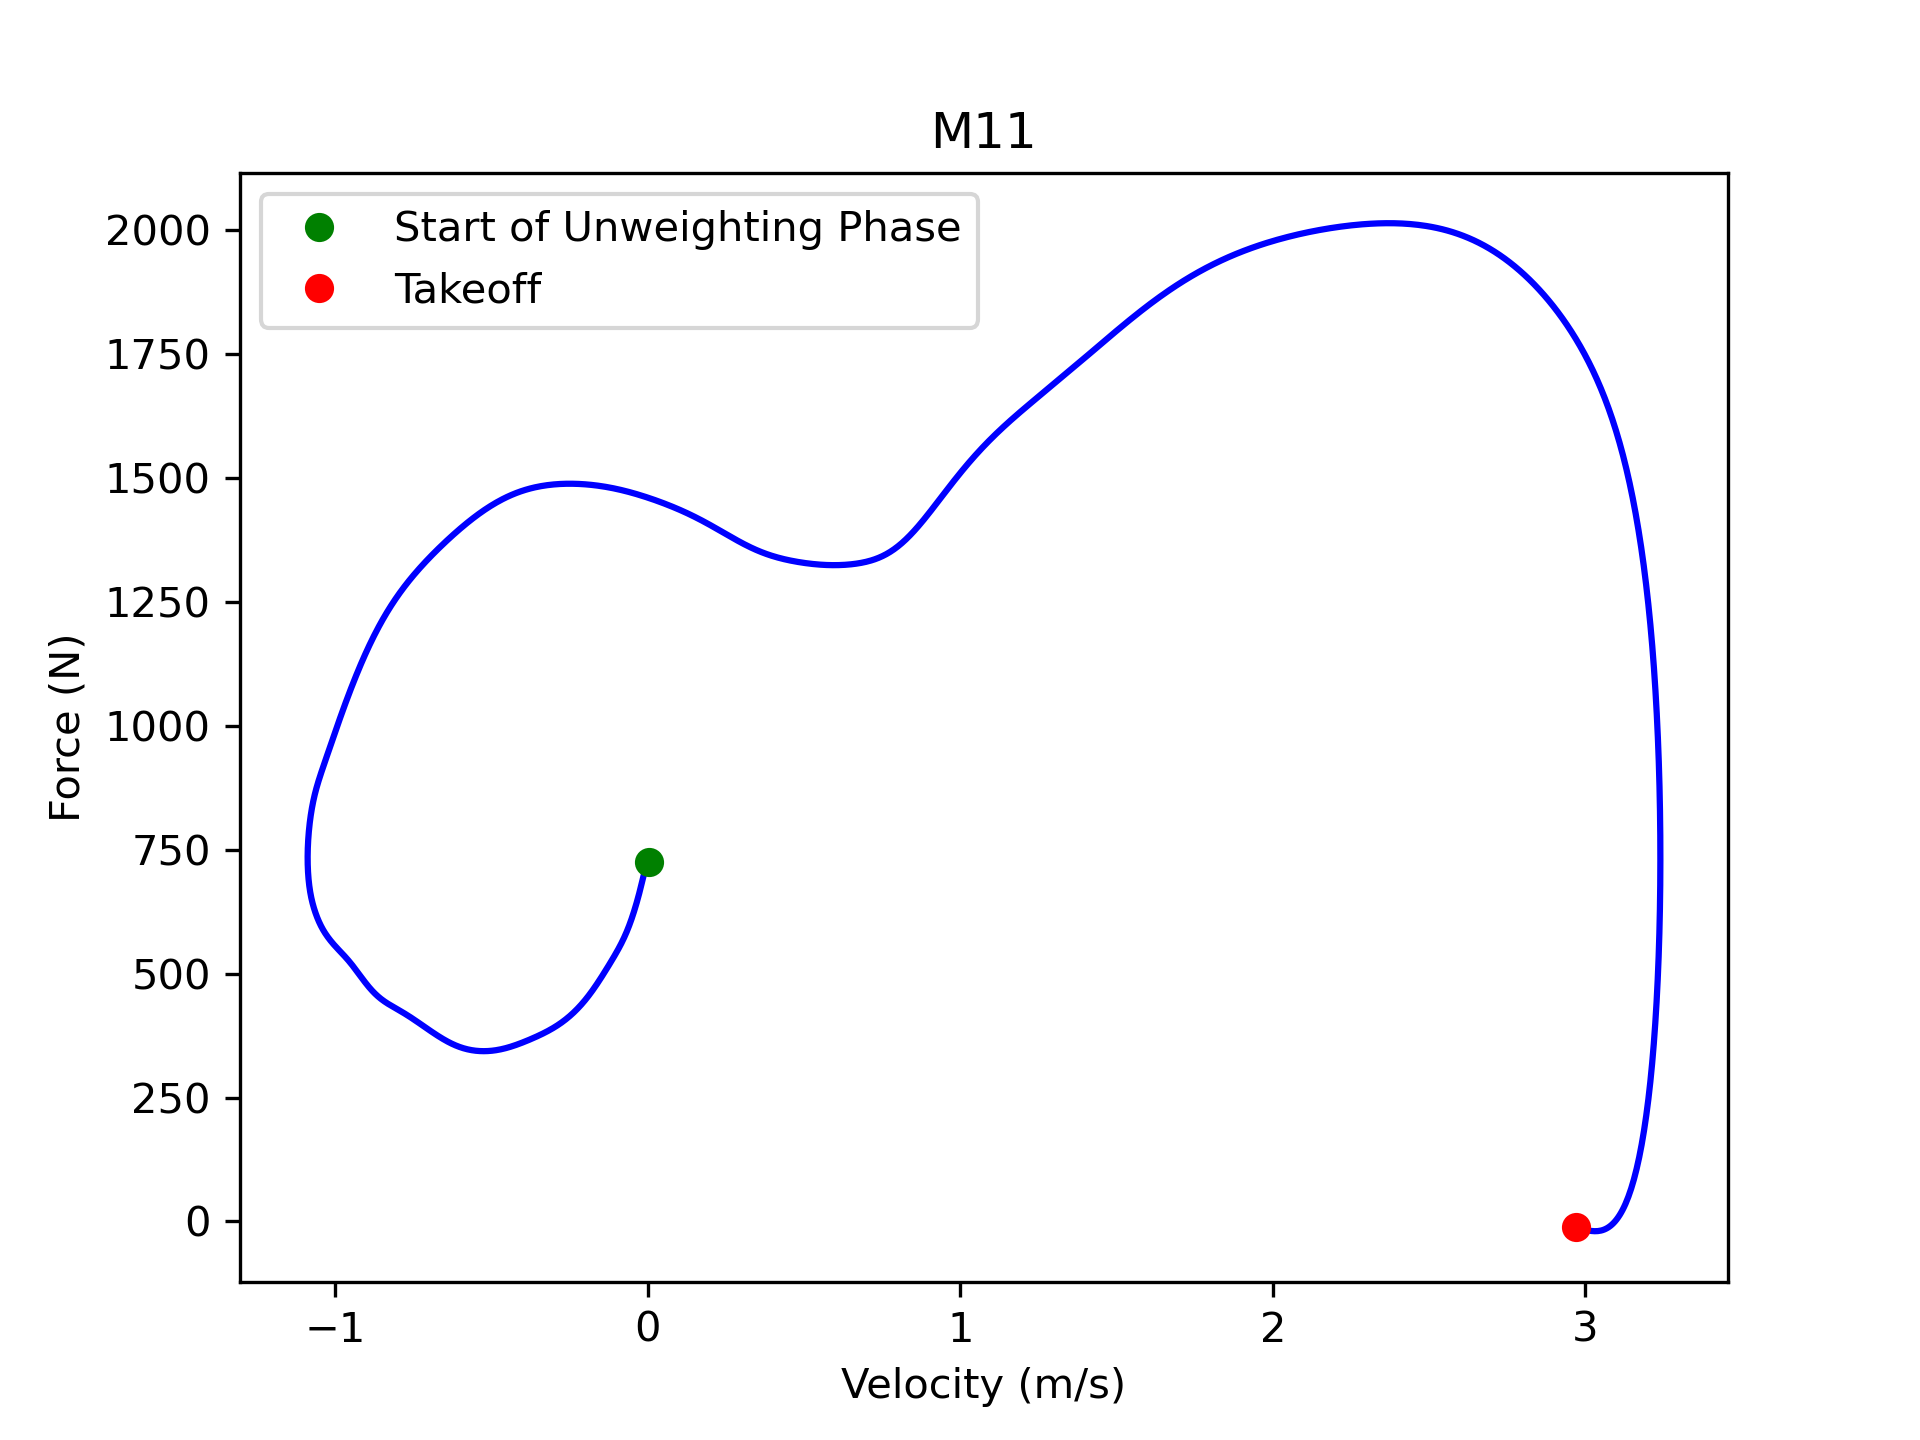 M11
Start of Unweighting Phase
Takeoff
2000
1750
1500
1250
1000
750
500
250
0
Force (N)
−1 0 1 2 3
Velocity (m/s)